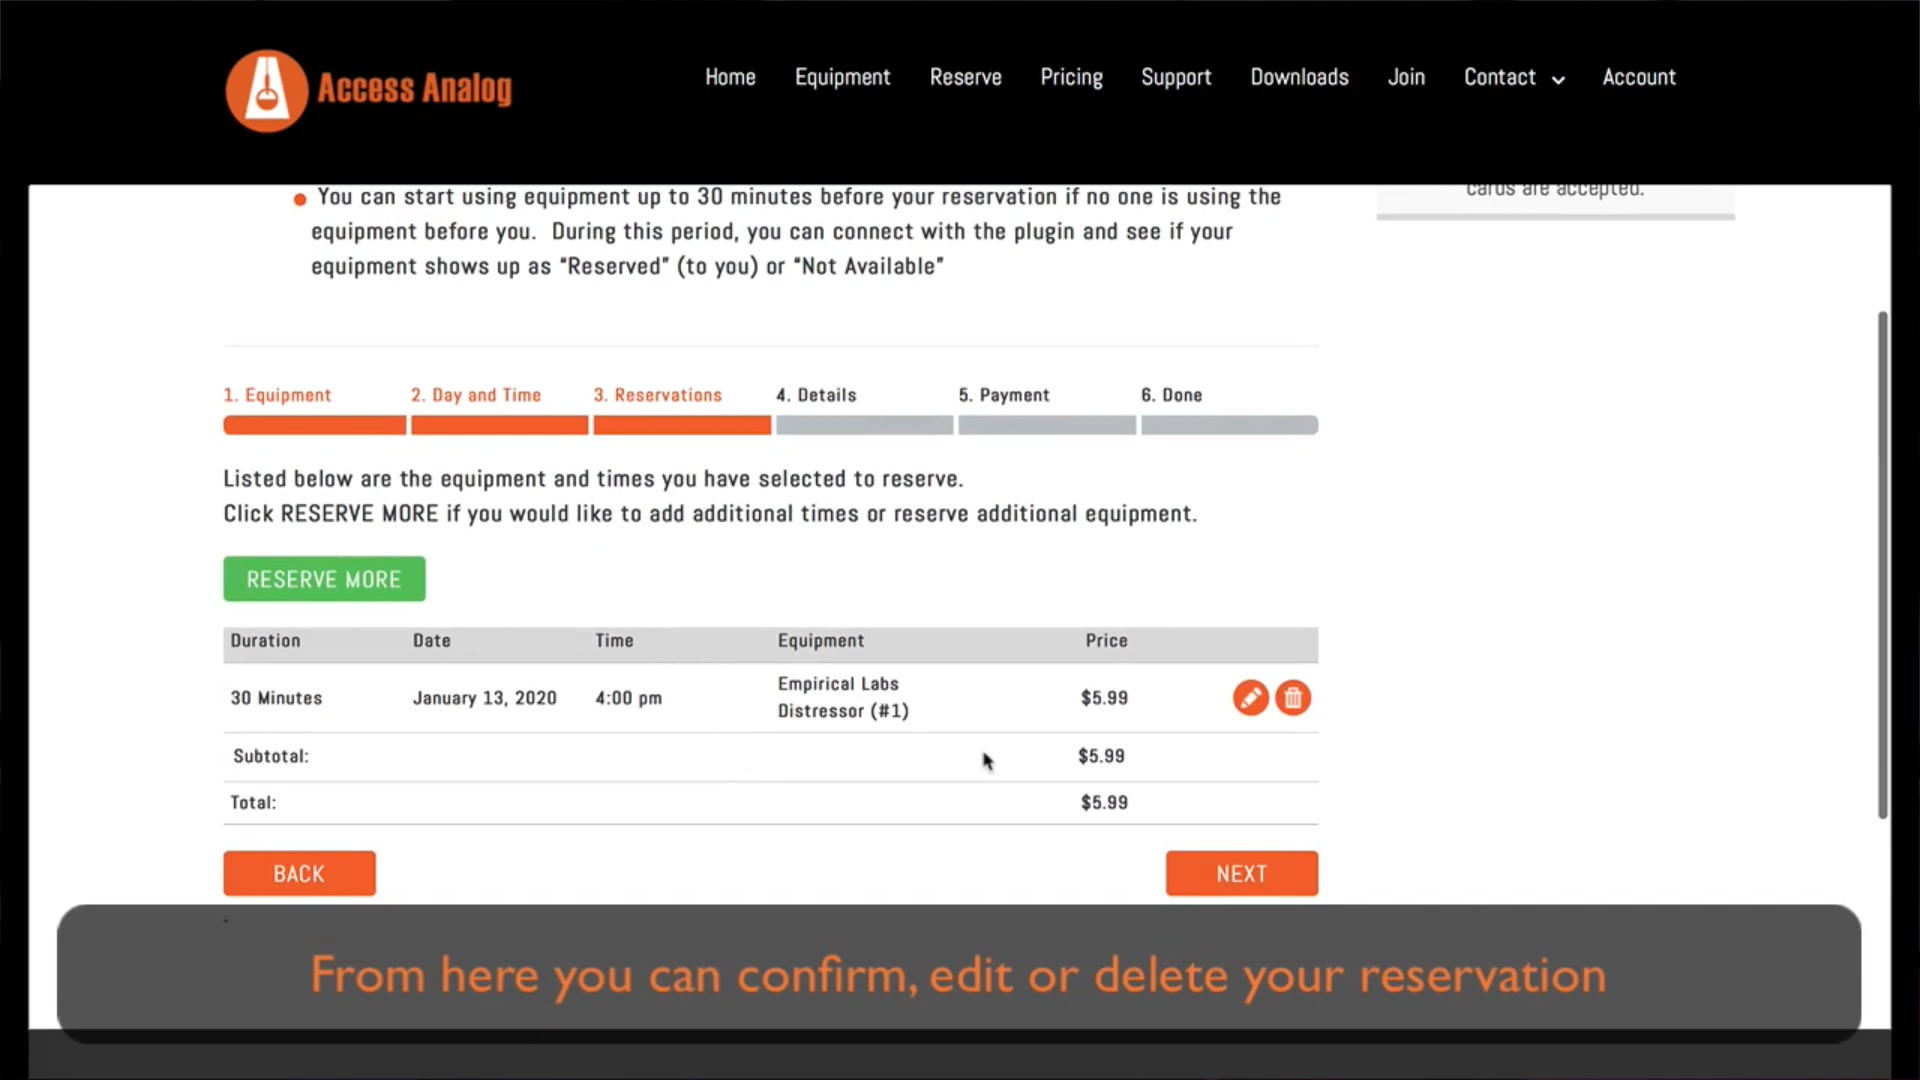 Access Analog
Home Equipment Reserve Pricing Support Downloads Join Contact Account
You can start using equipment up to 30 minutes before your reservation if no one is using the
equipment before you. During this period, you can connect with the plugin and see if your
equipment shows up as “Reserved” (to you) or “Not Available”
cards are accepted.
1. Equipment 2. Day and Time 3. Reservations 4. Details 5. Payment 6. Done
Listed below are the equipment and times you have selected to reserve.
Click RESERVE MORE if you would like to add additional times or reserve additional equipment.
RESERVE MORE
Duration Date Time Equipment Price
30 Minutes January 13, 2020 4:00 pm Empirical Labs $5.99
Distressor (#1)
Subtotal: $5.99
Total: $5.99
BACK NEXT
From here you can confirm, edit or delete your reservation